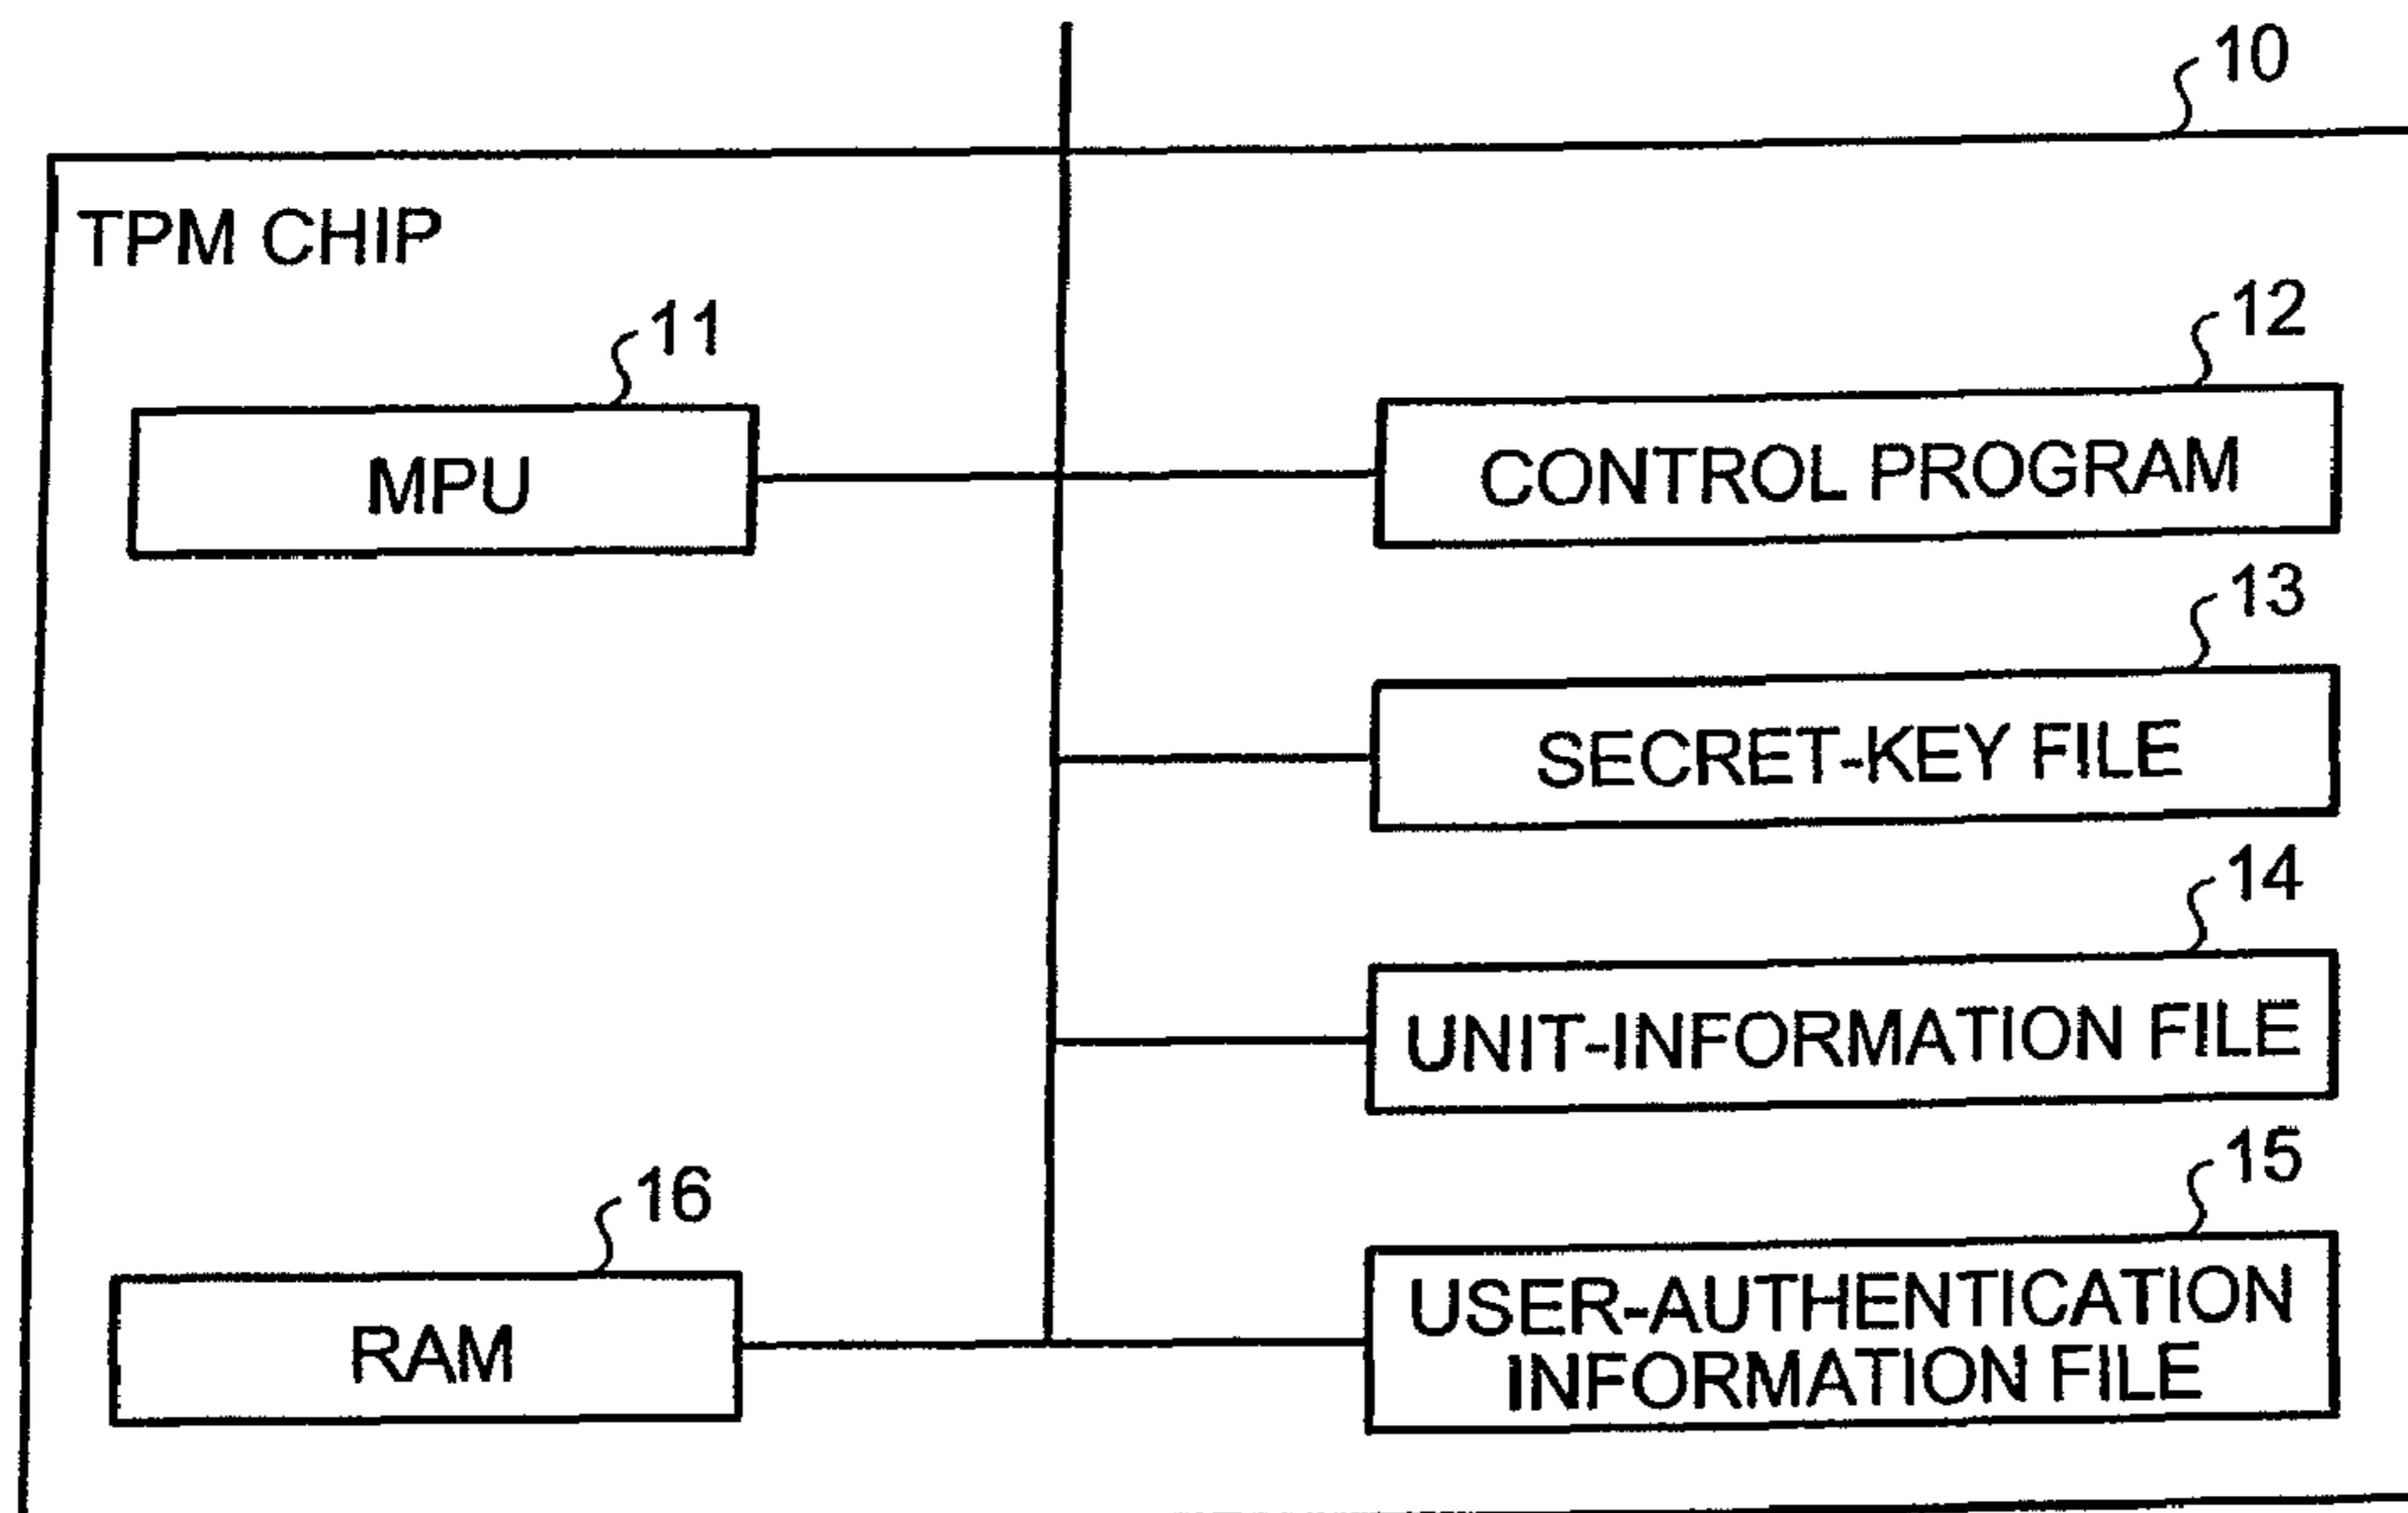 10
TPM CHIP
11
MPU
12
CONTROL PROGRAM
13
SECRET-KEY FILE
14
UNIT-INFORMATION FILE
15
USER-AUTHENTICATION
INFORMATION FILE
16
RAM